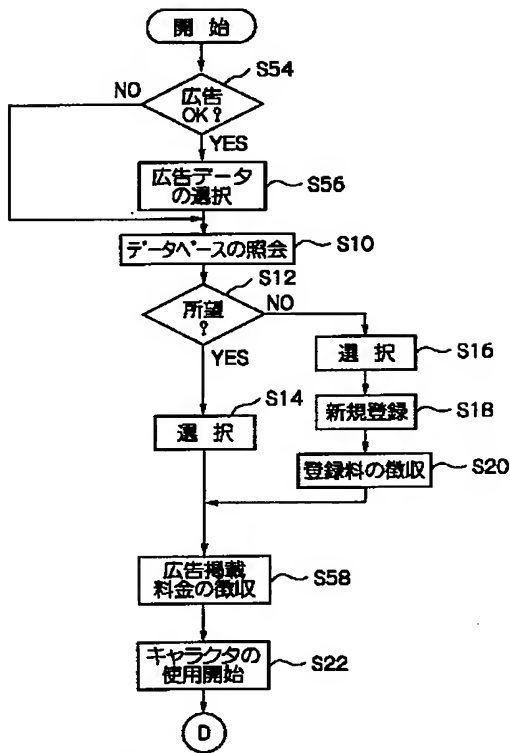 開 始
S54
NO
広告
OK?
YES
広告データ
の選択
S56
データベースの照会
S10
S12
所望
?
NO
YES
選 択
S16
S14
選 択
新規登録
S18
登録料の徴収
S20
広告掲載
料金の徴収
S58
キャラクタの
使用開始
S22
D